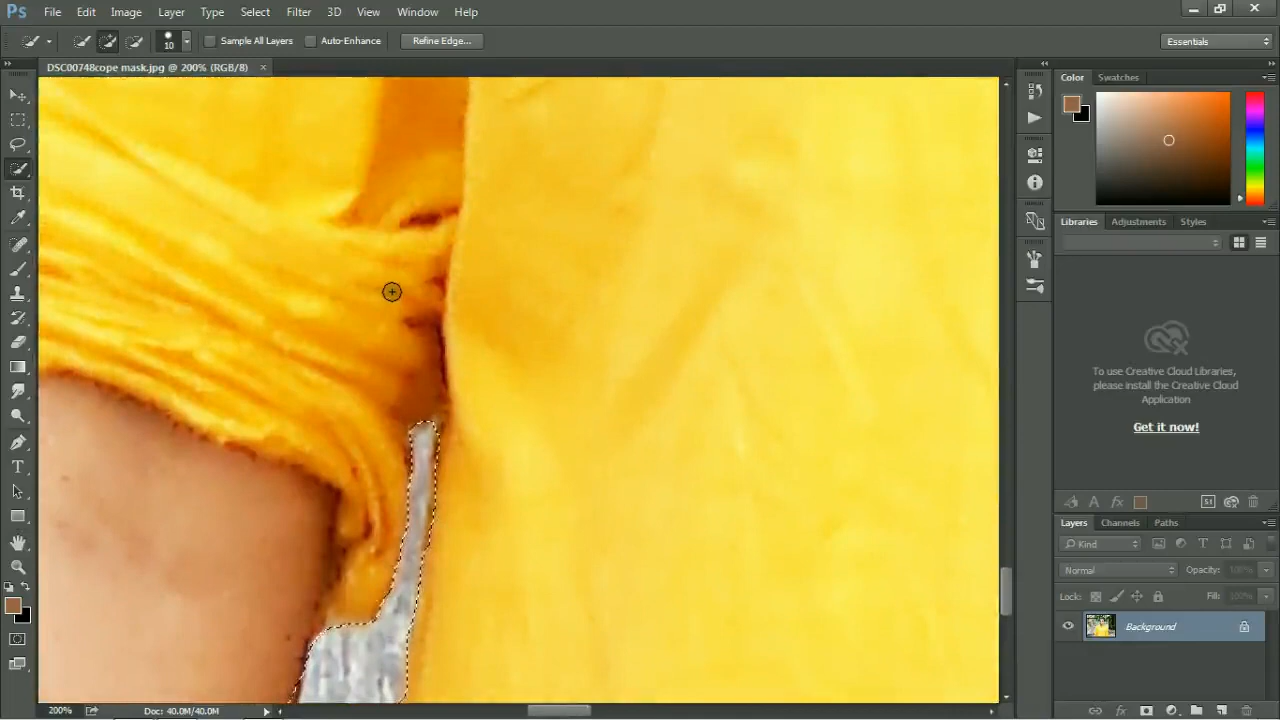 Ps File Edit Image Layer Type Select Filter 3D View Window Help
10 Sample All Layers Auto-Enhance Refine Edge... Essentials
DSC00748cope mask.jpg @ 200% (RGB/8) ×
Color Swatches
Libraries Adjustments Styles
To use Creative Cloud Libraries,
please install the Creative Cloud
Application
Get it now!
St
Layers Channels Paths
Kind
Normal Opacity: 100%
Lock: Fill: 100%
Background
200% Doc: 40.0M/40.0M